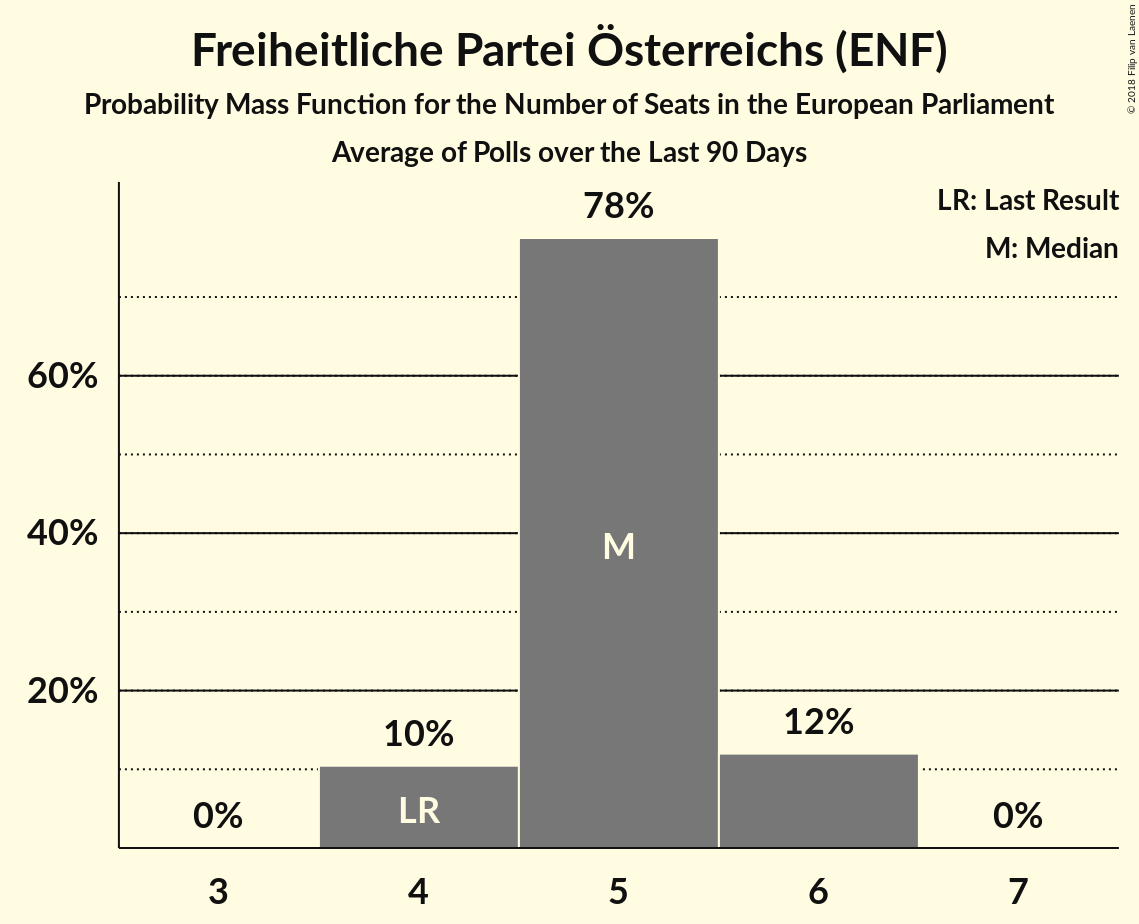 Freiheitliche Partei Österreichs (ENF)
Probability Mass Function for the Number of Seats in the European Parliament
Average of Polls over the Last 90 Days
© 2018 Filip van Laenen
LR: Last Result
M: Median
78%
60%
40%
20%
M
10%
12%
LR
0%
0%
3 4 5 6 7